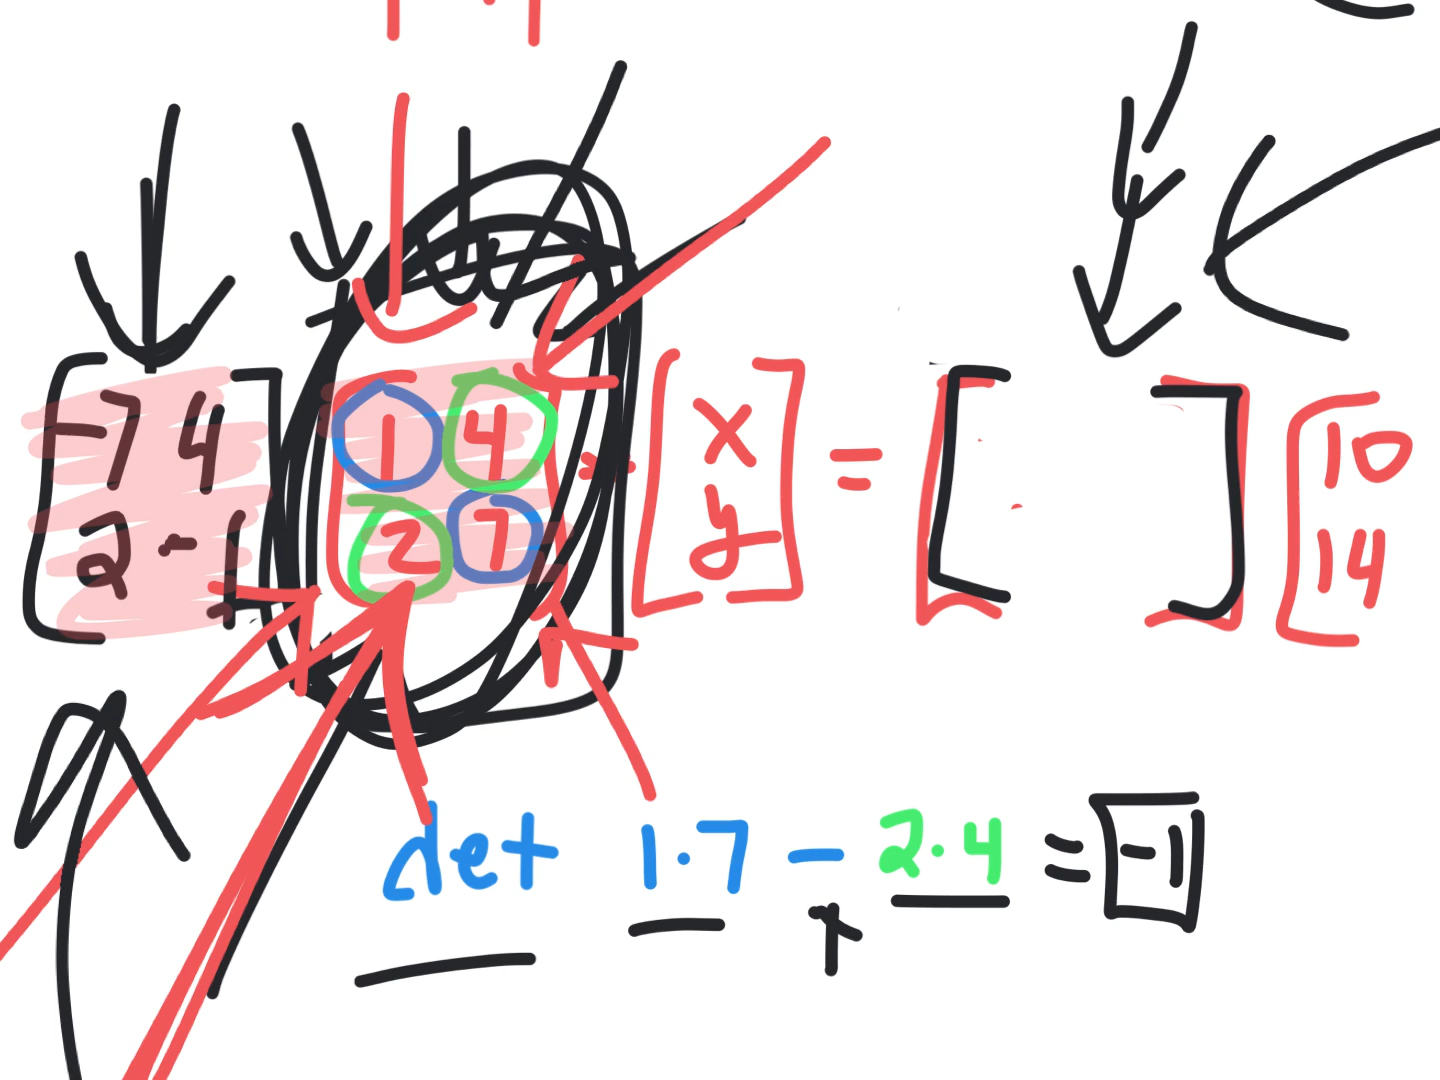 [-7 4 2 -1] [1 4 2 7] · [x y] = [ ] [10 14]
det 1·7 - 2·4 = -1